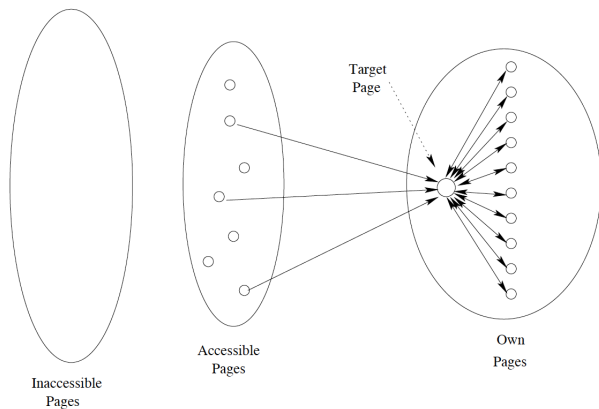 Target
Page
Own
Pages
Accessible
Pages
Inaccessible
Pages